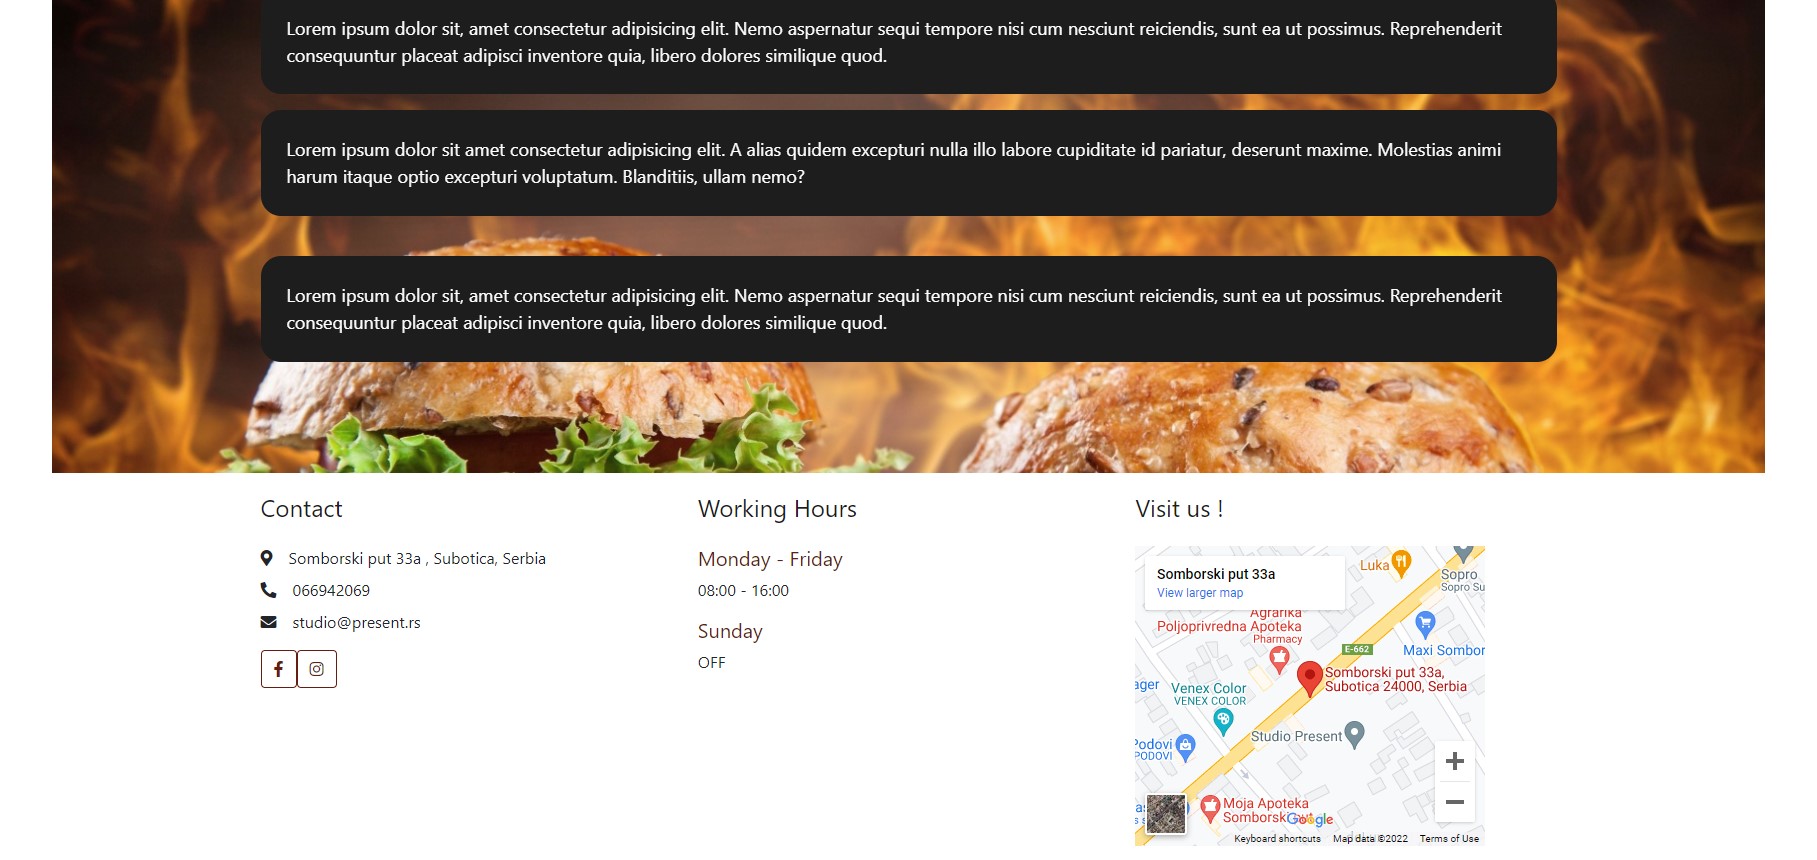 Lorem ipsum dolor sit, amet consectetur adipisicing elit. Nemo aspernatur sequi tempore nisi cum nesciunt reiciendis, sunt ea ut possimus. Reprehenderit
consequuntur placeat adipisci inventore quia, libero dolores similique quod.
Lorem ipsum dolor sit amet consectetur adipisicing elit. A alias quidem excepturi nulla illo labore cupiditate id pariatur, deserunt maxime. Molestias animi
harum itaque optio excepturi voluptatum. Blanditiis, ullam nemo?
Lorem ipsum dolor sit, amet consectetur adipisicing elit. Nemo aspernatur sequi tempore nisi cum nesciunt reiciendis, sunt ea ut possimus. Reprehenderit
consequuntur placeat adipisci inventore quia, libero dolores similique quod.
Contact
Somborski put 33a , Subotica, Serbia
066942069
studio@present.rs
Working Hours
Monday - Friday
08:00 - 16:00
Sunday
OFF
Visit us !
Somborski put 33a
View larger map
Luka
Sopro
Sopro Su
Agrarika
Poljoprivredna Apoteka
Pharmacy
E-662
Maxi Sombor
Somborski put 33a,
Subotica 24000, Serbia
ager
Venex Color
VENEX COLOR
Studio Present
Podovi
PODOVI
Moja Apoteka
Somborski
Google
Keyboard shortcuts
Map data ©2022
Terms of Use